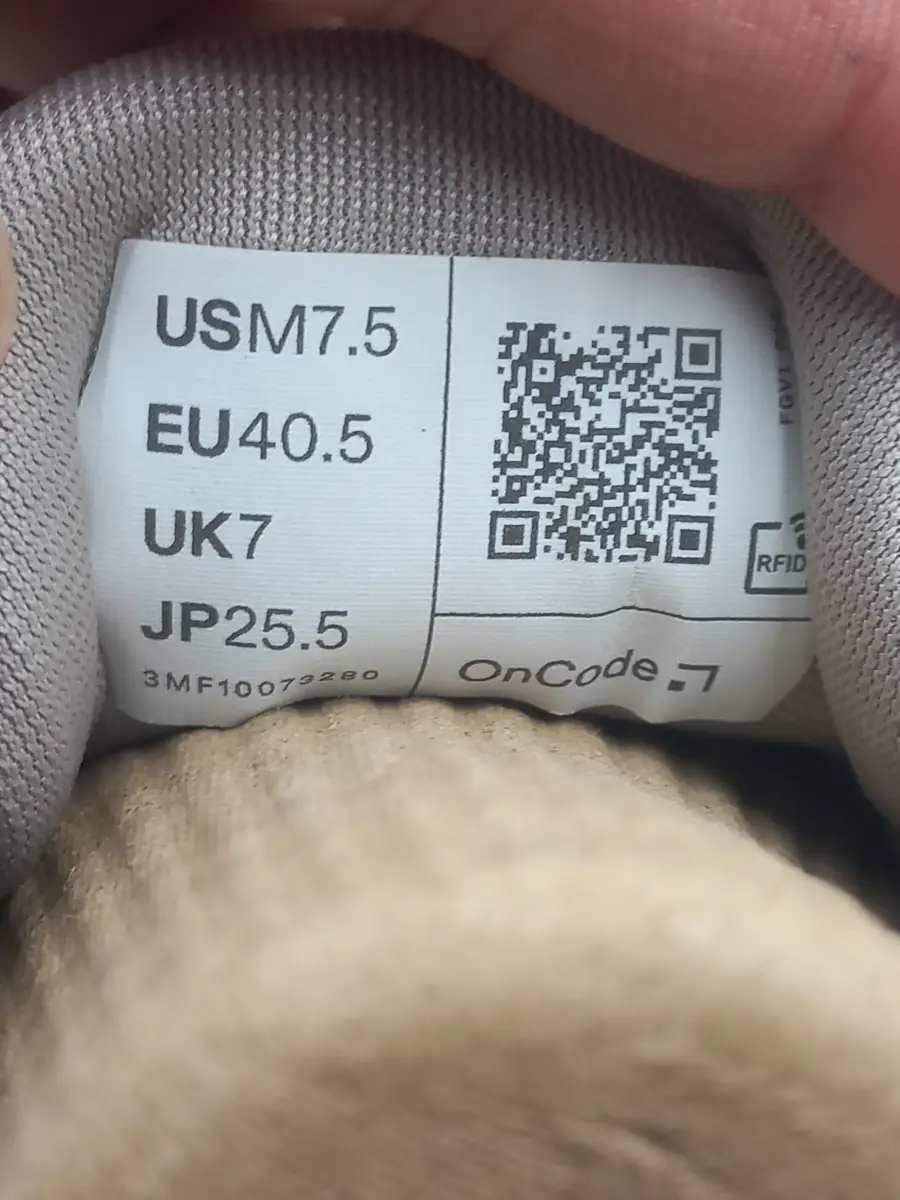 USM7.5
EU40.5
UK7
JP25.5
3MF10073280
RFID
OnCode